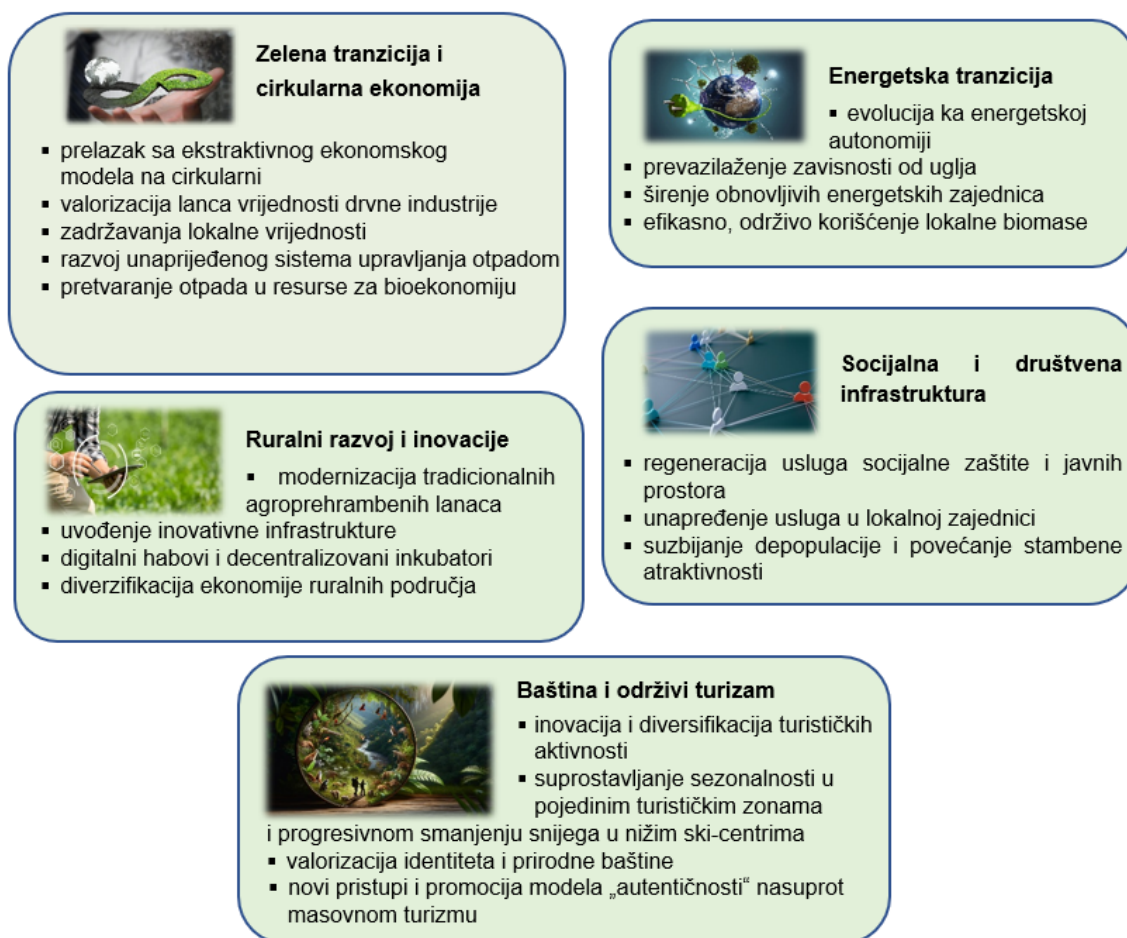 Zelena tranzicija i
cirkularna ekonomija
▪ prelazak sa ekstraktivnog ekonomskog
modela na cirkularni
▪ valorizacija lanca vrijednosti drvne industrije
▪ zadržavanja lokalne vrijednosti
▪ razvoj unaprijeđenog sistema upravljanja otpadom
▪ pretvaranje otpada u resurse za bioekonomiju
Energetska tranzicija
▪ evolucija ka energetskoj
autonomiji
▪ prevazilaženje zavisnosti od uglja
▪ širenje obnovljivih energetskih zajednica
▪ efikasno, održivo korišćenje lokalne biomase
Ruralni razvoj i inovacije
▪ modernizacija tradicionalnih
agroprehrambenih lanaca
▪ uvođenje inovativne infrastrukture
▪ digitalni habovi i decentralizovani inkubatori
▪ diverzifikacija ekonomije ruralnih područja
Socijalna i društvena
infrastruktura
▪ regeneracija usluga socijalne zaštite i javnih
prostora
▪ unapređenje usluga u lokalnoj zajednici
▪ suzbijanje depopulacije i povećanje stambene
atraktivnosti
Baština i održivi turizam
▪ inovacija i diversifikacija turističkih
aktivnosti
▪ suprostavljanje sezonalnosti u
pojedinim turističkim zonama
i progresivnom smanjenju snijega u nižim ski-centrima
▪ valorizacija identiteta i prirodne baštine
▪ novi pristupi i promocija modela „autentičnosti“ nasuprot
masovnom turizmu